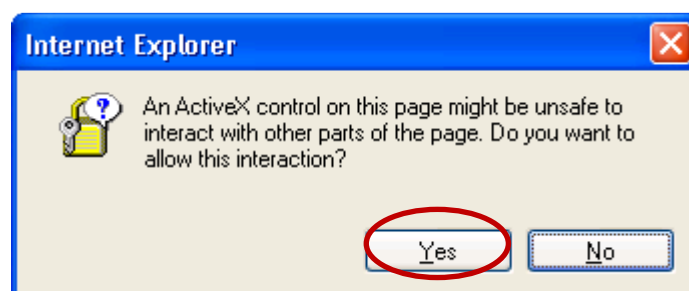 Internet Explorer
An ActiveX control on this page might be unsafe to
interact with other parts of the page. Do you want to
allow this interaction?
Yes
No